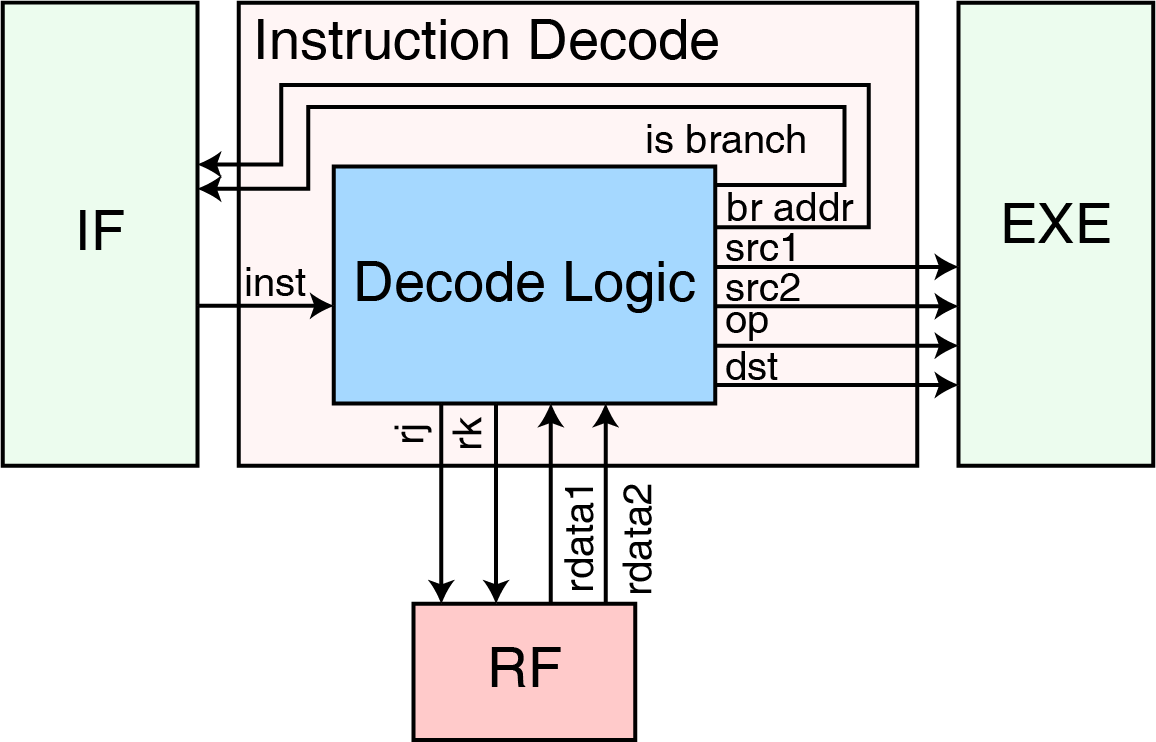 Instruction Decode
is branch
IF
br addr
EXE
src1
inst
Decode Logic
src2
op
dst
rj
rk
rdata1
rdata2
RF